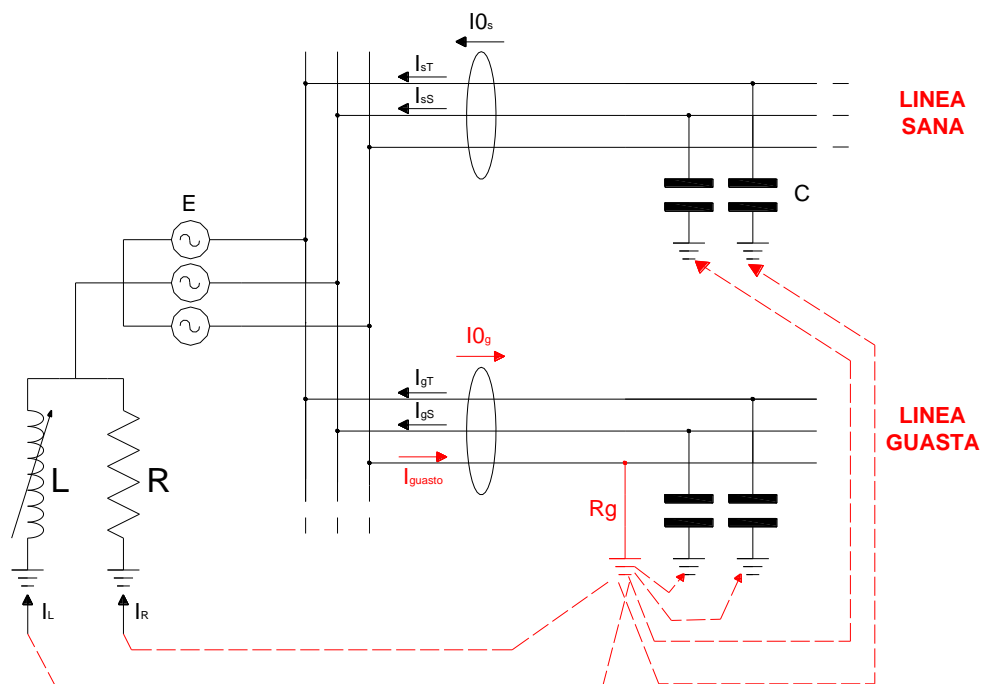 I0s
IsT
IsS
LINEA
SANA
E
C
I0g
IgT
IgS
LINEA
GUASTA
Iguasto
L
R
Rg
IL
IR